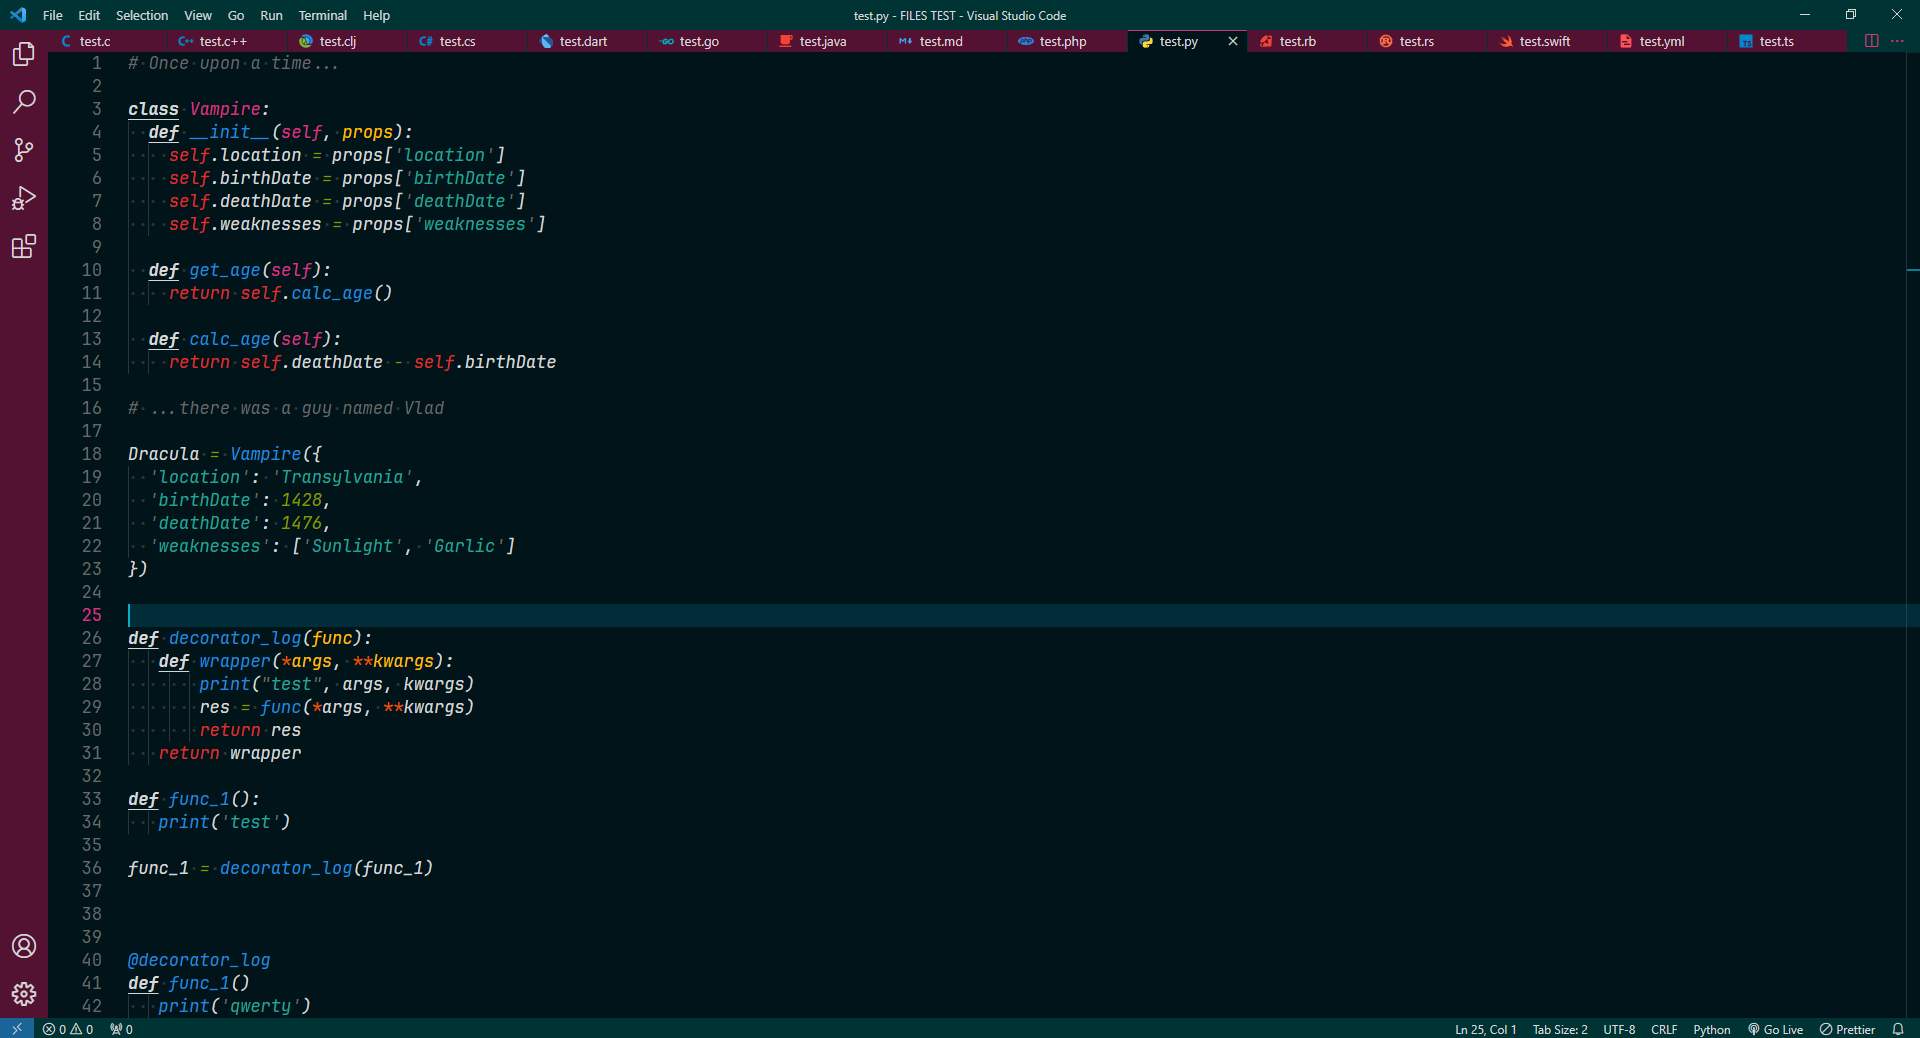 File Edit Selection View Go Run Terminal Help
test.py - FILES TEST - Visual Studio Code
C test.c
C++ test.c++
test.clj
C# test.cs
test.dart
GO test.go
test.java
M test.md
php test.php
test.py
test.rb
test.rs
test.swift
test.yml
TS test.ts
1 # Once upon a time...
2
3 class Vampire:
4 def __init__(self, props):
5 self.location = props['location']
6 self.birthDate = props['birthDate']
7 self.deathDate = props['deathDate']
8 self.weaknesses = props['weaknesses']
9
10 def get_age(self):
11 return self.calc_age()
12
13 def calc_age(self):
14 return self.deathDate - self.birthDate
15
16 # ...there was a guy named Vlad
17
18 Dracula = Vampire({
19 'location': 'Transylvania',
20 'birthDate': 1428,
21 'deathDate': 1476,
22 'weaknesses': ['Sunlight', 'Garlic']
23 })
24
25
26 def decorator_log(func):
27 def wrapper(*args, **kwargs):
28 print("test", args, kwargs)
29 res = func(*args, **kwargs)
30 return res
31 return wrapper
32
33 def func_1():
34 print('test')
35
36 func_1 = decorator_log(func_1)
37
38
39
40 @decorator_log
41 def func_1()
42 print('qwerty')
0 0 0
Ln 25, Col 1 Tab Size: 2 UTF-8 CRLF Python Go Live Prettier